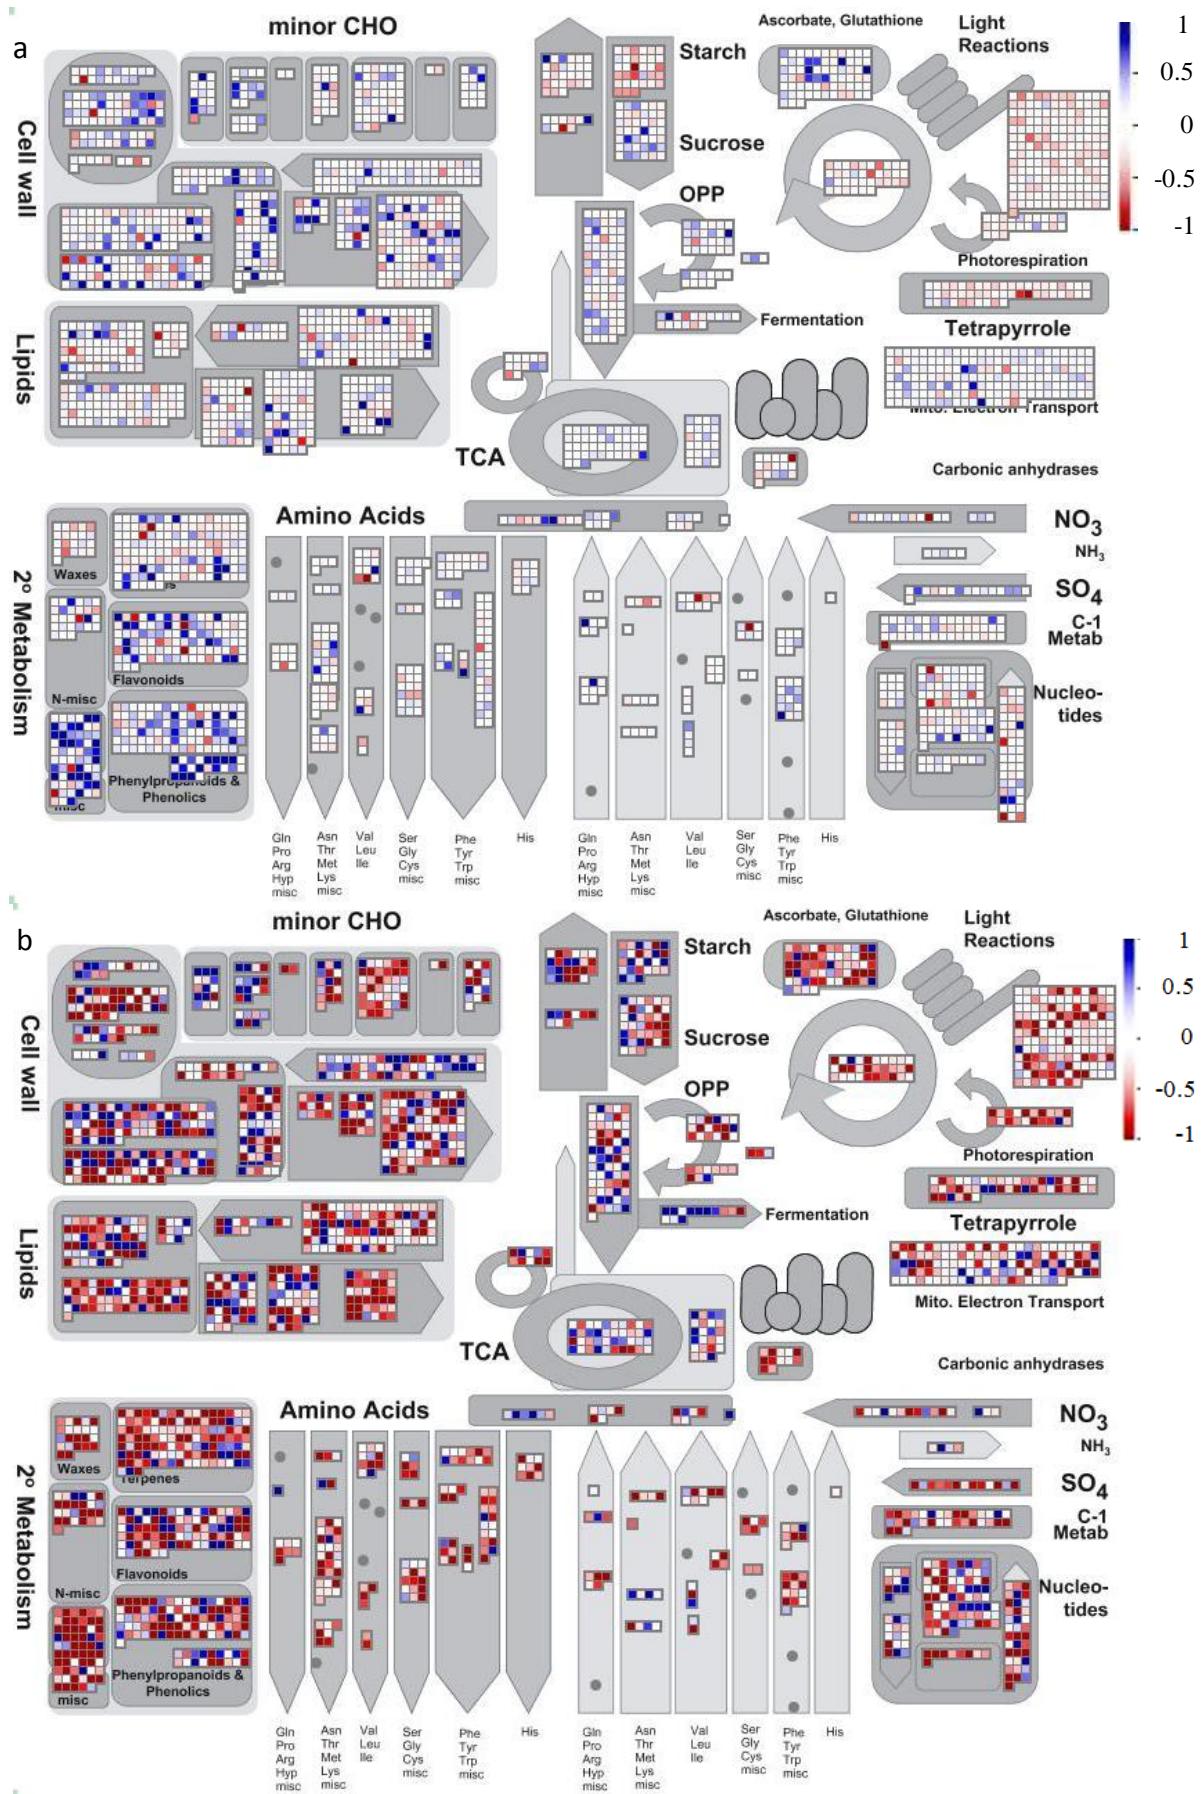 a
minor CHO
Ascorbate, Glutathione
Light
Reactions
1
0.5
0
-0.5
-1
Starch
Sucrose
OPP
Cell wall
Photorespiration
Fermentation
Tetrapyrrole
Lipids
Mito. Electron Transport
TCA
Carbonic anhydrases
Amino Acids
NO3
NH3
SO4
C-1
Metab
Nucleo-
tides
2º Metabolism
Waxes
Flavonoids
N-misc
Phenylpropanoids &
Phenolics
misc
Gln
Pro
Arg
Hyp
misc
Asn
Thr
Met
Lys
misc
Val
Leu
Ile
Ser
Gly
Cys
misc
Phe
Tyr
Trp
misc
His
Gln
Pro
Arg
Hyp
misc
Asn
Thr
Met
Lys
misc
Val
Leu
Ile
Ser
Gly
Cys
misc
Phe
Tyr
Trp
misc
His
b
minor CHO
Ascorbate, Glutathione
Light
Reactions
1
0.5
0
-0.5
-1
Starch
Sucrose
OPP
Cell wall
Photorespiration
Fermentation
Tetrapyrrole
Lipids
Mito. Electron Transport
TCA
Carbonic anhydrases
Amino Acids
NO3
NH3
SO4
C-1
Metab
Nucleo-
tides
2º Metabolism
Waxes
Terpenes
Flavonoids
N-misc
Phenylpropanoids &
Phenolics
misc
Gln
Pro
Arg
Hyp
misc
Asn
Thr
Met
Lys
misc
Val
Leu
Ile
Ser
Gly
Cys
misc
Phe
Tyr
Trp
misc
His
Gln
Pro
Arg
Hyp
misc
Asn
Thr
Met
Lys
misc
Val
Leu
Ile
Ser
Gly
Cys
misc
Phe
Tyr
Trp
misc
His